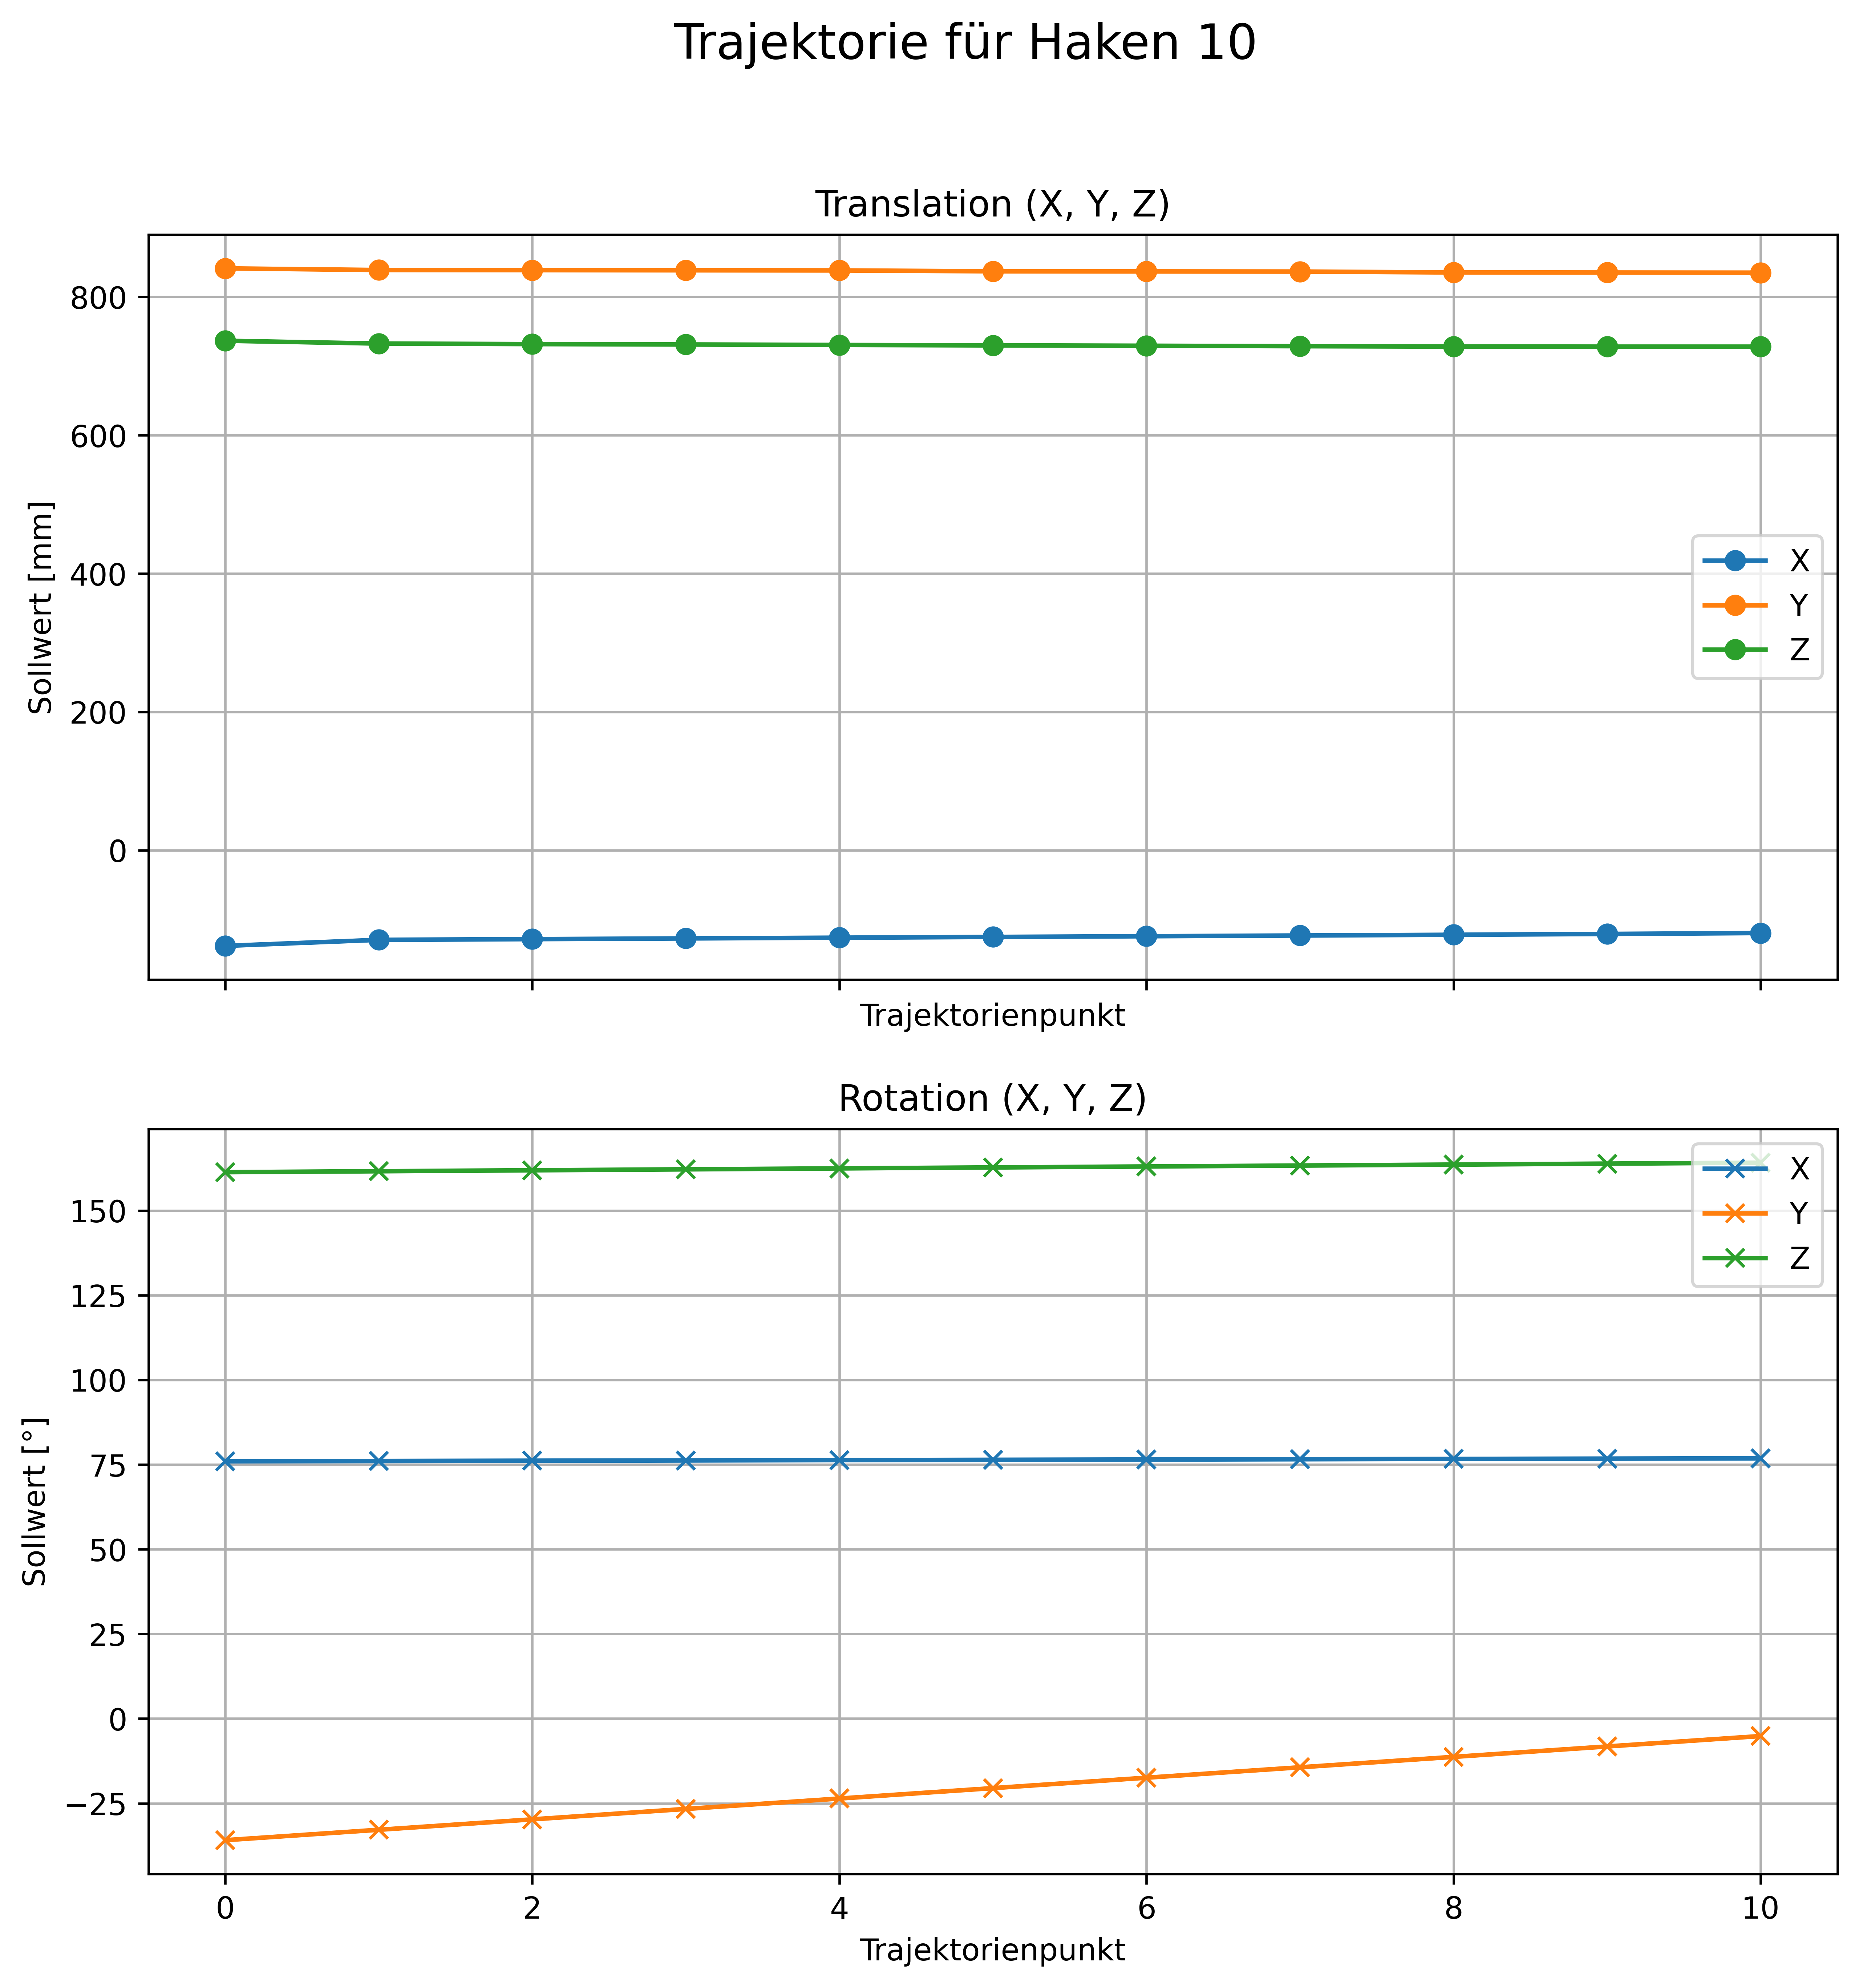 Trajektorie für Haken 10
Translation (X, Y, Z)
800
600
400
200
0
Sollwert [mm]
X
Y
Z
Trajektorienpunkt
Rotation (X, Y, Z)
150
125
100
75
50
25
0
−25
Sollwert [°]
X
Y
Z
0 2 4 6 8 10
Trajektorienpunkt